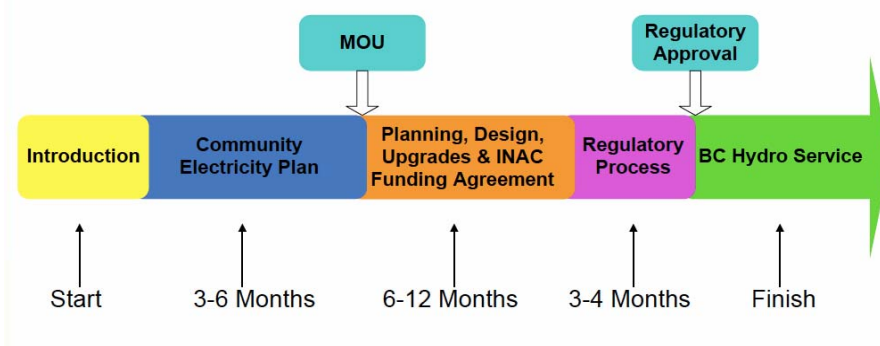 MOU
Regulatory
Approval
Introduction
Community
Electricity Plan
Planning, Design,
Upgrades & INAC
Funding Agreement
Regulatory
Process
BC Hydro Service
Start
3-6 Months
6-12 Months
3-4 Months
Finish